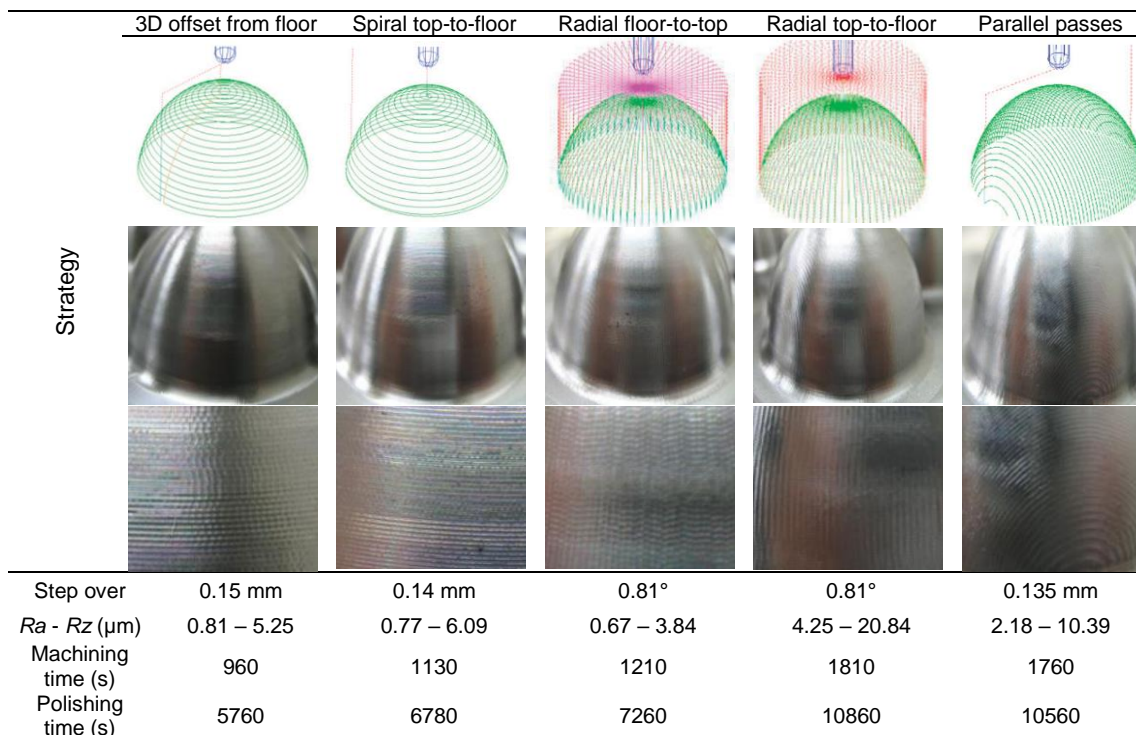 3D offset from floor Spiral top-to-floor Radial floor-to-top Radial top-to-floor Parallel passes
Strategy
Step over 0.15 mm 0.14 mm 0.81° 0.81° 0.135 mm
Ra - Rz (µm) 0.81 – 5.25 0.77 – 6.09 0.67 – 3.84 4.25 – 20.84 2.18 – 10.39
Machining
time (s) 960 1130 1210 1810 1760
Polishing
time (s) 5760 6780 7260 10860 10560